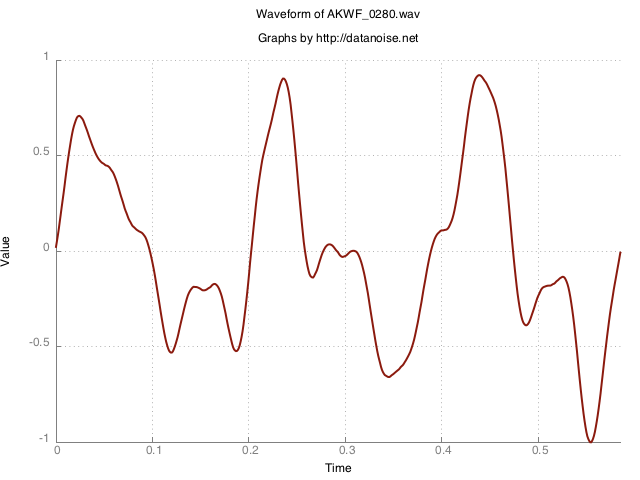 Waveform of AKWF_0280.wav
Graphs by http://datanoise.net
1
0.5
0
-0.5
-1
Value
0 0.1 0.2 0.3 0.4 0.5
Time